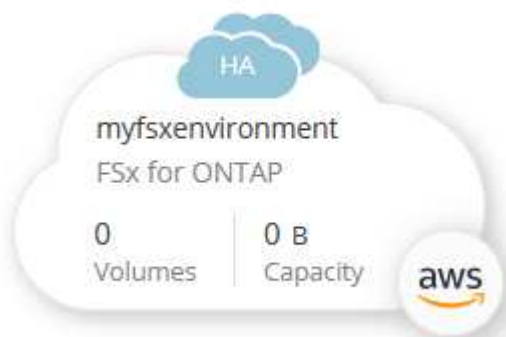 HA
myfsxenvironment
FSx for ONTAP
0 0 B
Volumes Capacity
aws